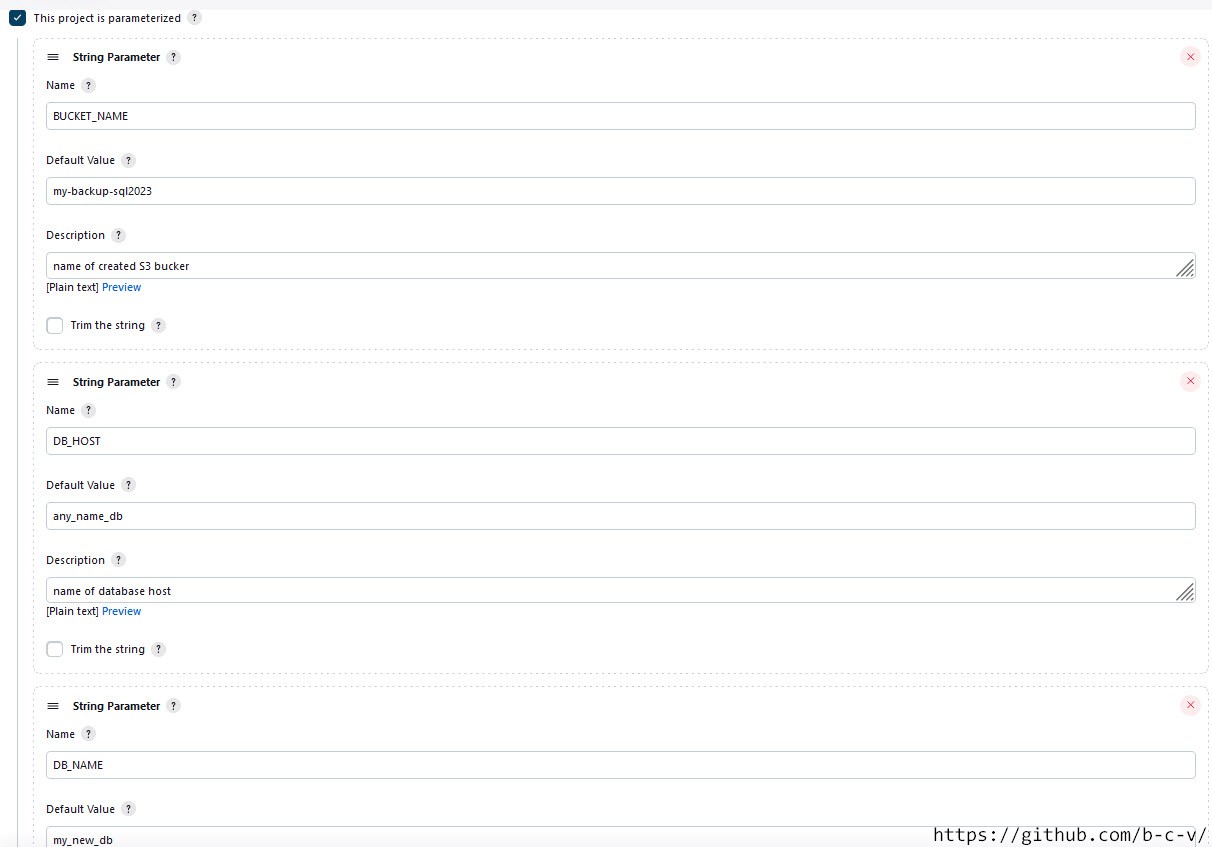 This project is parameterized ?
String Parameter ?
Name ?
BUCKET_NAME
Default Value ?
my-backup-sql2023
Description ?
name of created S3 bucker
[Plain text] Preview
Trim the string ?
String Parameter ?
Name ?
DB_HOST
Default Value ?
any_name_db
Description ?
name of database host
[Plain text] Preview
Trim the string ?
String Parameter ?
Name ?
DB_NAME
Default Value ?
my_new_db
https://github.com/b-c-v/